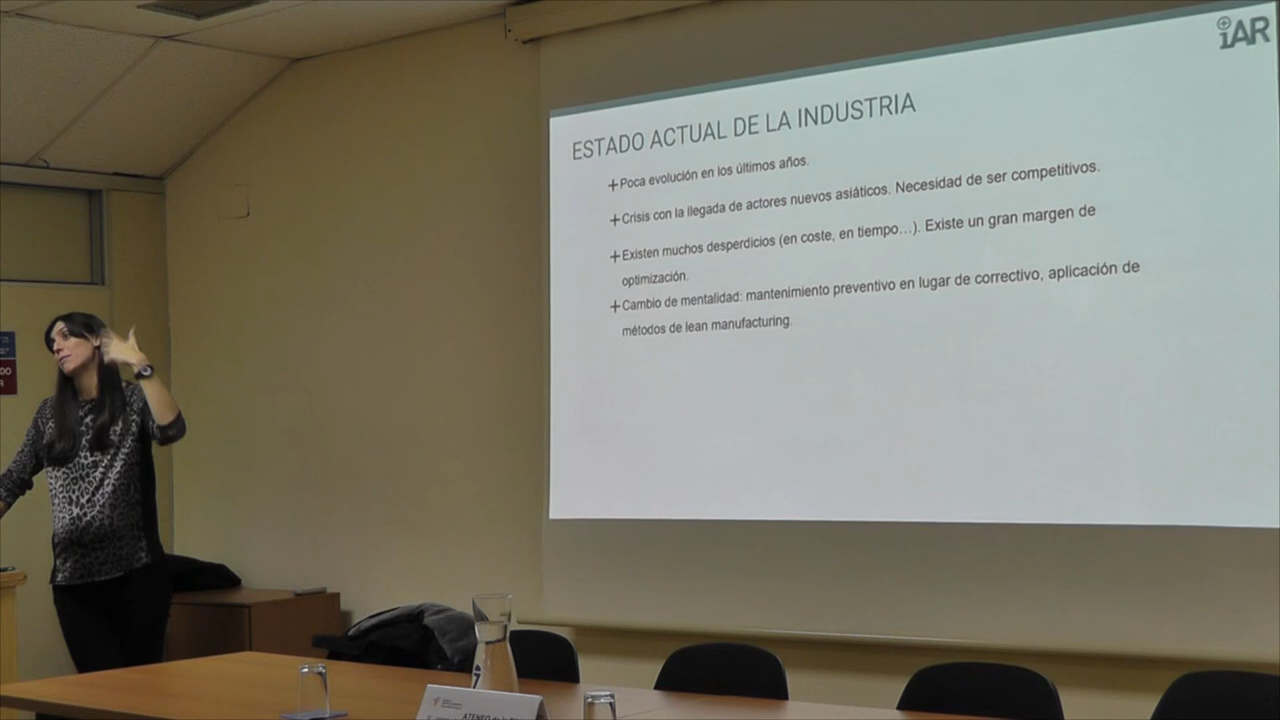 iAR
ESTADO ACTUAL DE LA INDUSTRIA
+Poca evolución en los últimos años.
+Crisis con la llegada de actores nuevos asiáticos. Necesidad de ser competitivos.
+Existen muchos desperdicios (en coste, en tiempo…). Existe un gran margen de
optimización.
+Cambio de mentalidad: mantenimiento preventivo en lugar de correctivo, aplicación de
métodos de lean manufacturing.
ATENEO